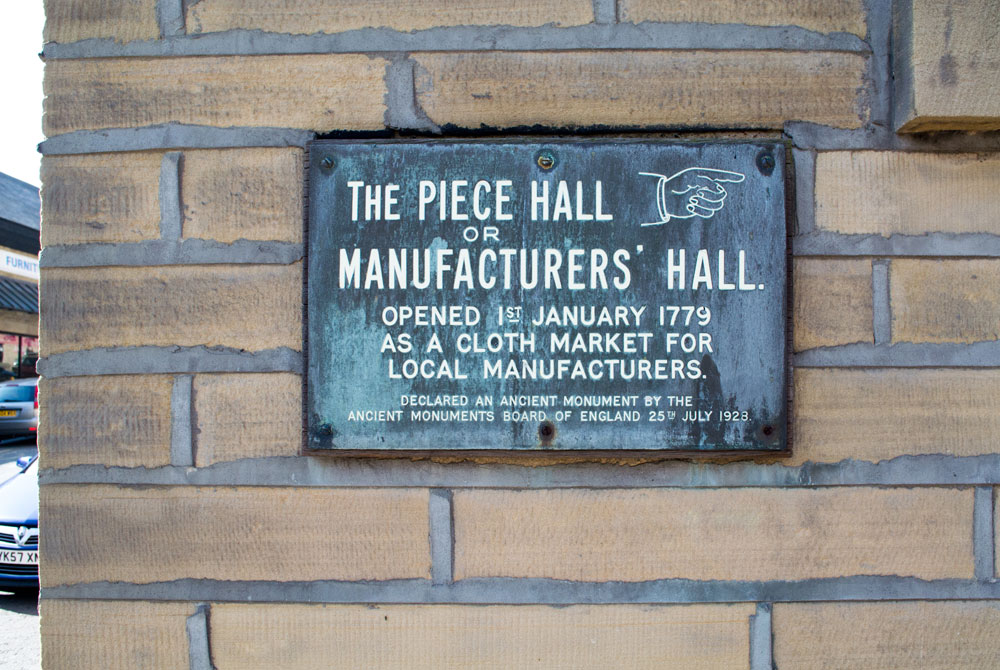 THE PIECE HALL
OR
MANUFACTURERS' HALL.
OPENED 1ST JANUARY 1779
AS A CLOTH MARKET FOR
LOCAL MANUFACTURERS.
DECLARED AN ANCIENT MONUMENT BY THE
ANCIENT MONUMENTS BOARD OF ENGLAND 25TH JULY 1928.